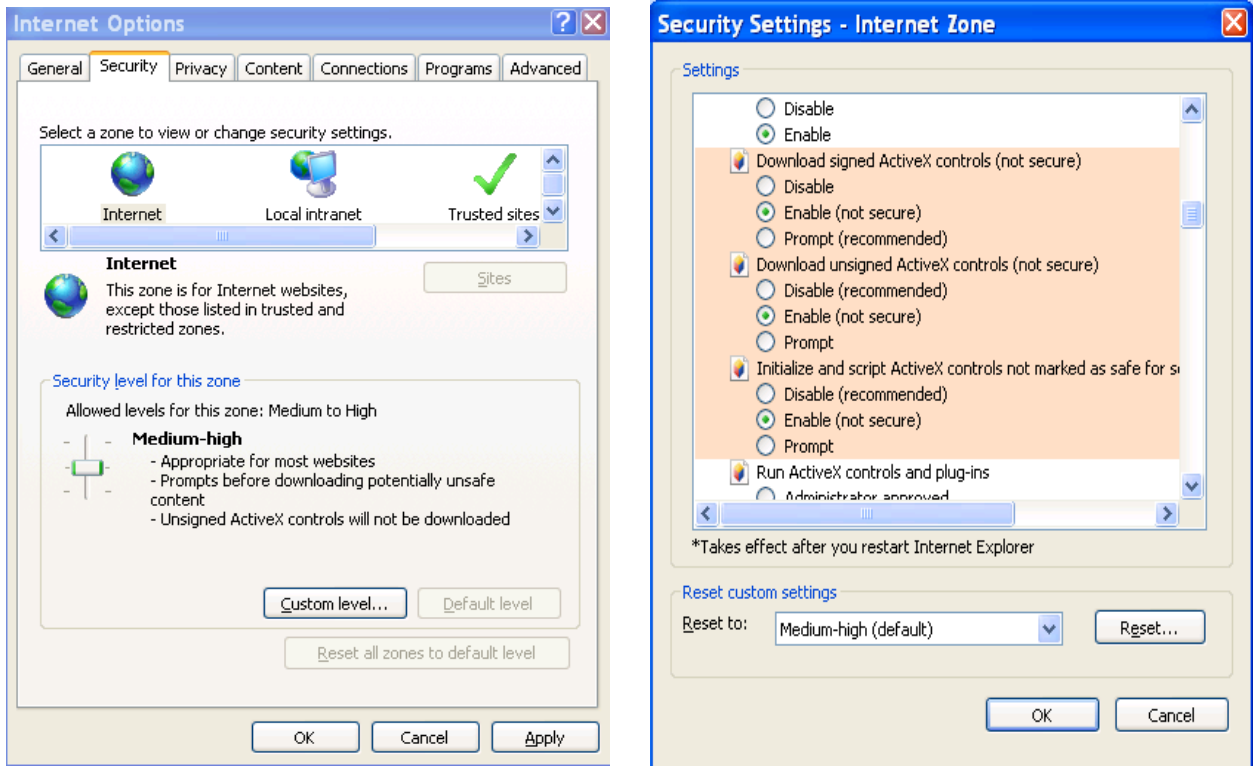 Internet Options
General Security Privacy Content Connections Programs Advanced
Select a zone to view or change security settings.
Internet Local intranet Trusted sites
Internet
Sites
This zone is for Internet websites,
except those listed in trusted and
restricted zones.
Security level for this zone
Allowed levels for this zone: Medium to High
Medium-high
- Appropriate for most websites
- Prompts before downloading potentially unsafe
content
- Unsigned ActiveX controls will not be downloaded
Custom level... Default level
Reset all zones to default level
OK Cancel Apply
Security Settings - Internet Zone
Settings
Disable
Enable
Download signed ActiveX controls (not secure)
Disable
Enable (not secure)
Prompt (recommended)
Download unsigned ActiveX controls (not secure)
Disable (recommended)
Enable (not secure)
Prompt
Initialize and script ActiveX controls not marked as safe for
Disable (recommended)
Enable (not secure)
Prompt
Run ActiveX controls and plug-ins
Administrator approved
*Takes effect after you restart Internet Explorer
Reset custom settings
Reset to: Medium-high (default) Reset...
OK Cancel